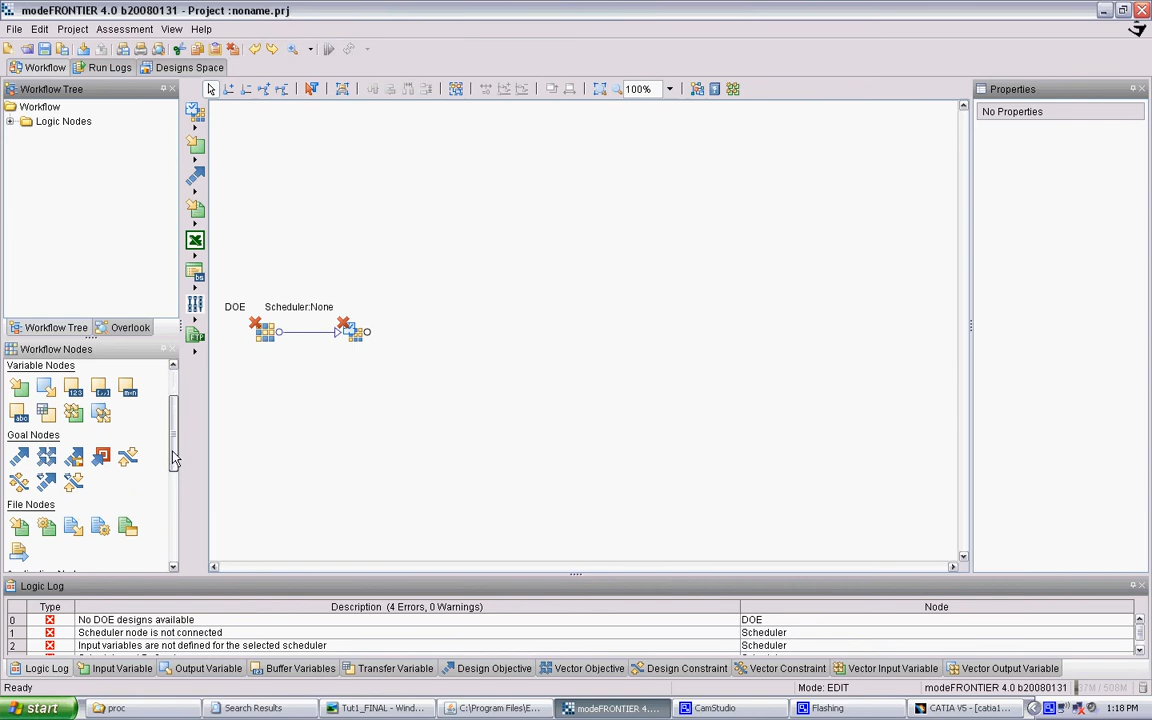 modeFRONTIER 4.0 b20080131 - Project :noname.prj
File Edit Project Assessment View Help
Workflow Run Logs Designs Space
Workflow Tree
100%
Properties
Workflow
No Properties
Logic Nodes
DOE Scheduler:None
Workflow Tree Overlook
Workflow Nodes
Variable Nodes
Goal Nodes
File Nodes
Logic Log
Type Description (4 Errors, 0 Warnings) Node
0 No DOE designs available DOE
1 Scheduler node is not connected Scheduler
2 Input variables are not defined for the selected scheduler Scheduler
Logic Log Input Variable Output Variable Buffer Variables Transfer Variable Design Objective Vector Objective Design Constraint Vector Constraint Vector Input Variable Vector Output Variable
Ready Mode: EDIT modeFRONTIER 4.0 b20080131
start proc Search Results Tut1_FINAL - Wind... C:\Program Files\E... modeFRONTIER 4.... CamStudio Flashing CATIA V5 - [catia1... 1:18 PM